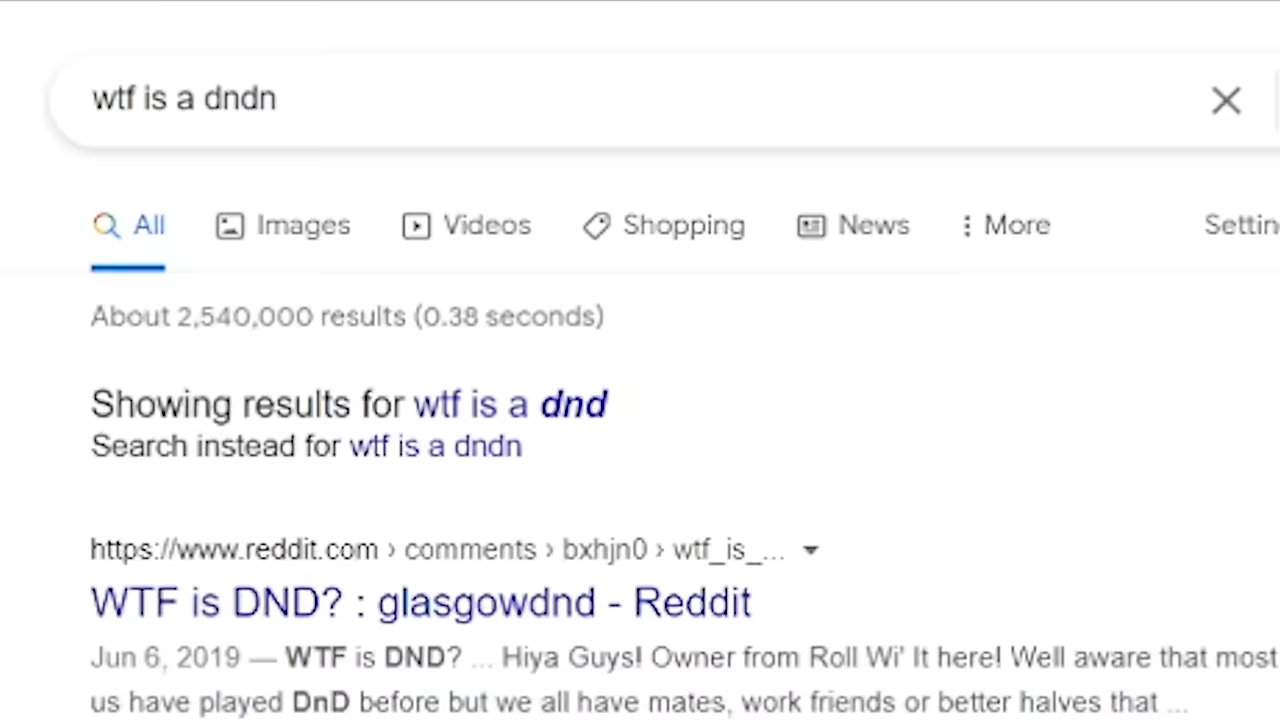 wtf is a dndn
All Images Videos Shopping News More Settin
About 2,540,000 results (0.38 seconds)
Showing results for wtf is a dnd
Search instead for wtf is a dndn
https://www.reddit.com › comments › bxhjn0 › wtf_is_...
WTF is DND? : glasgowdnd - Reddit
Jun 6, 2019 — WTF is DND? ... Hiya Guys! Owner from Roll Wi' It here! Well aware that most
us have played DnD before but we all have mates, work friends or better halves that ...